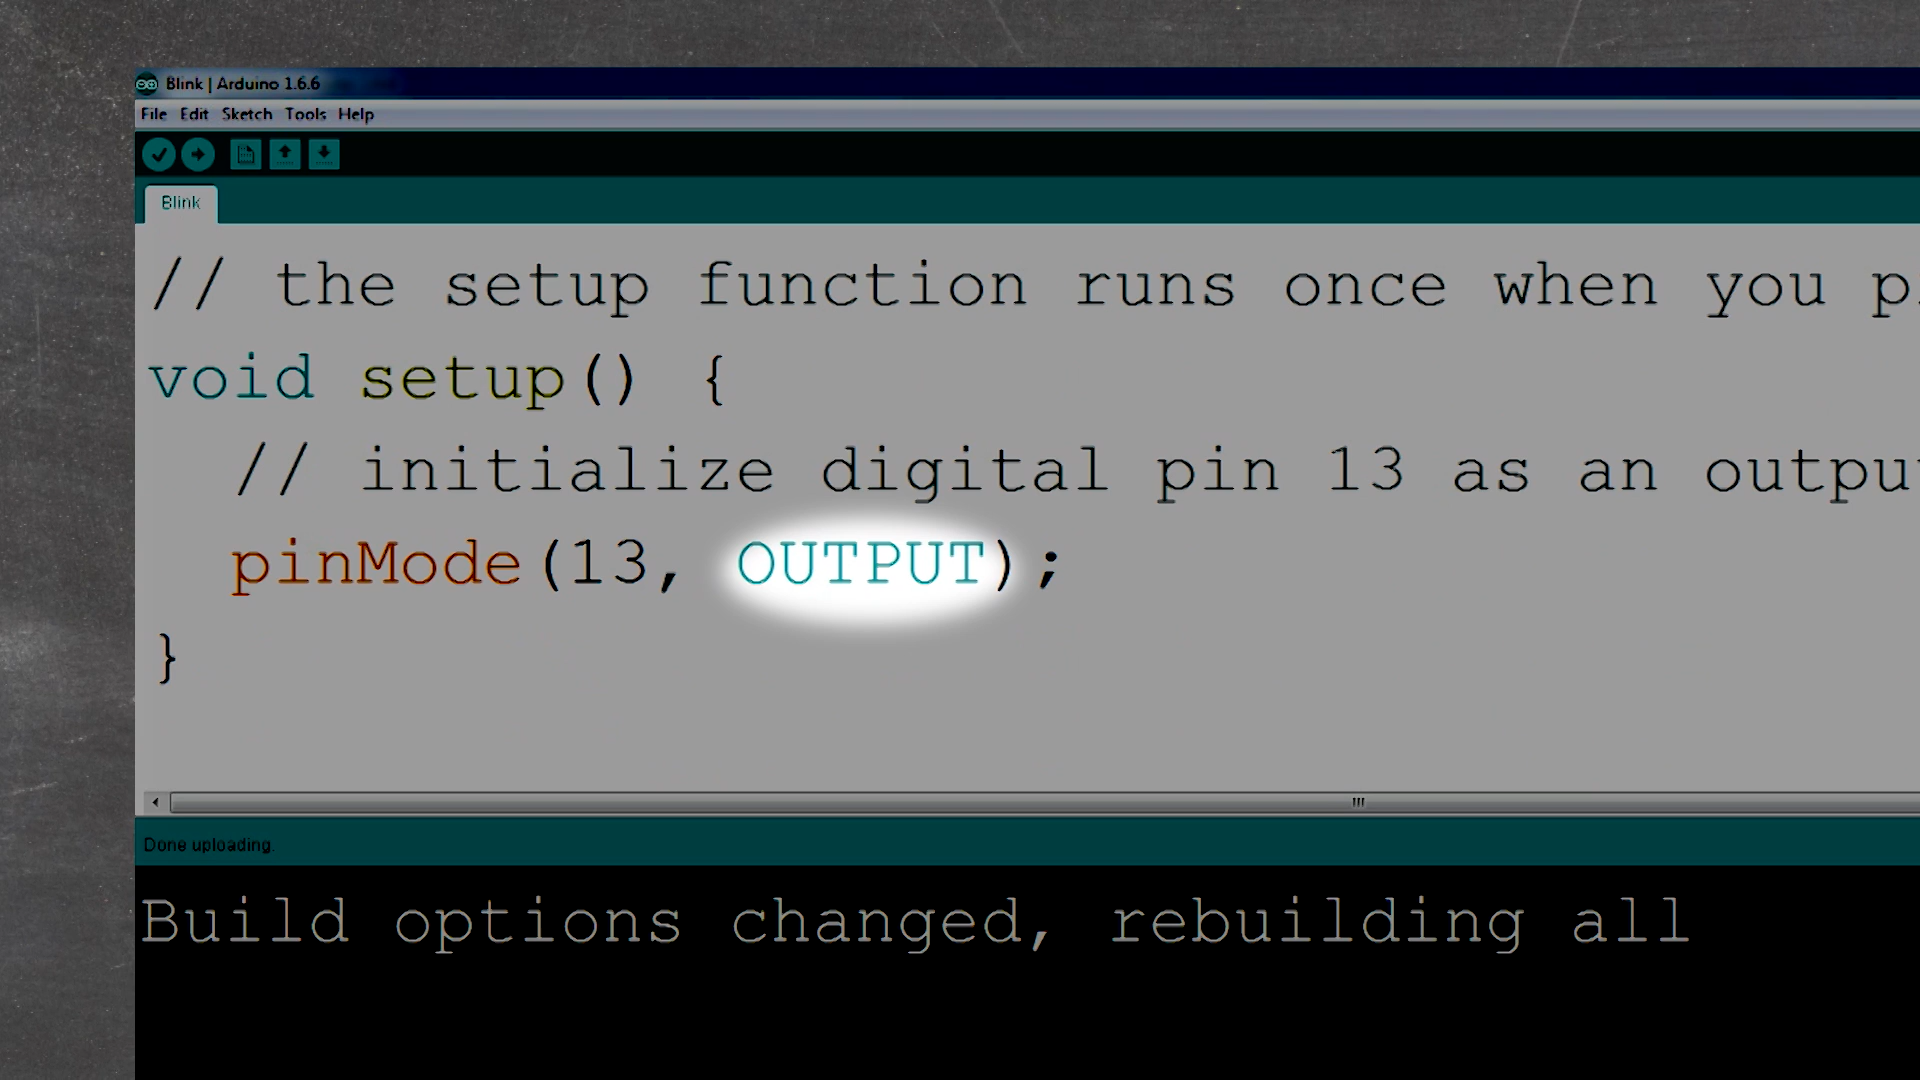 Blink | Arduino 1.6.6
File Edit Sketch Tools Help
Blink
// the setup function runs once when you
void setup() {
// initialize digital pin 13 as an
pinMode(13, OUTPUT);
}
Done uploading.
Build options changed, rebuilding all